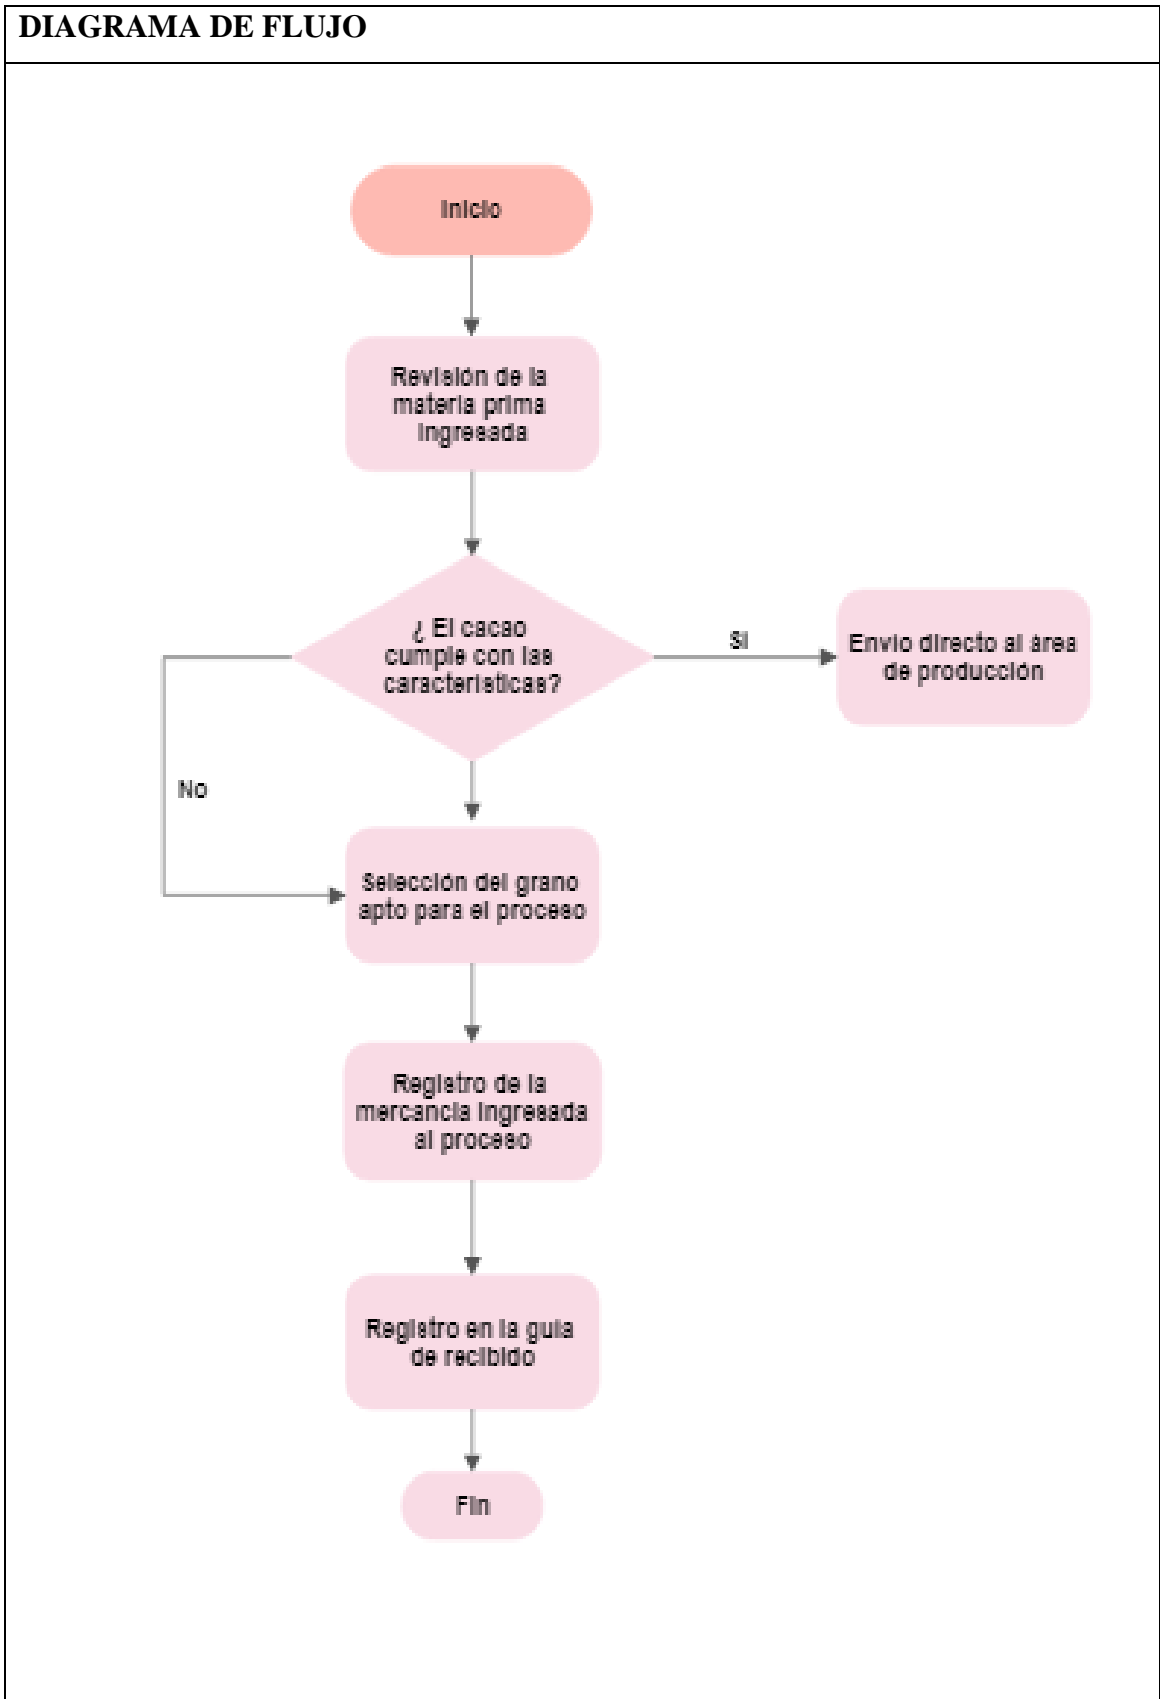 DIAGRAMA DE FLUJO
Inicio
Revisión de la
materia prima
ingresada
¿ El cacao
cumple con las
características?
Si
Envio directo al área
de producción
No
Selección del grano
apto para el proceso
Registro de la
mercancía ingresada
al proceso
Registro en la guía
de recibido
Fin